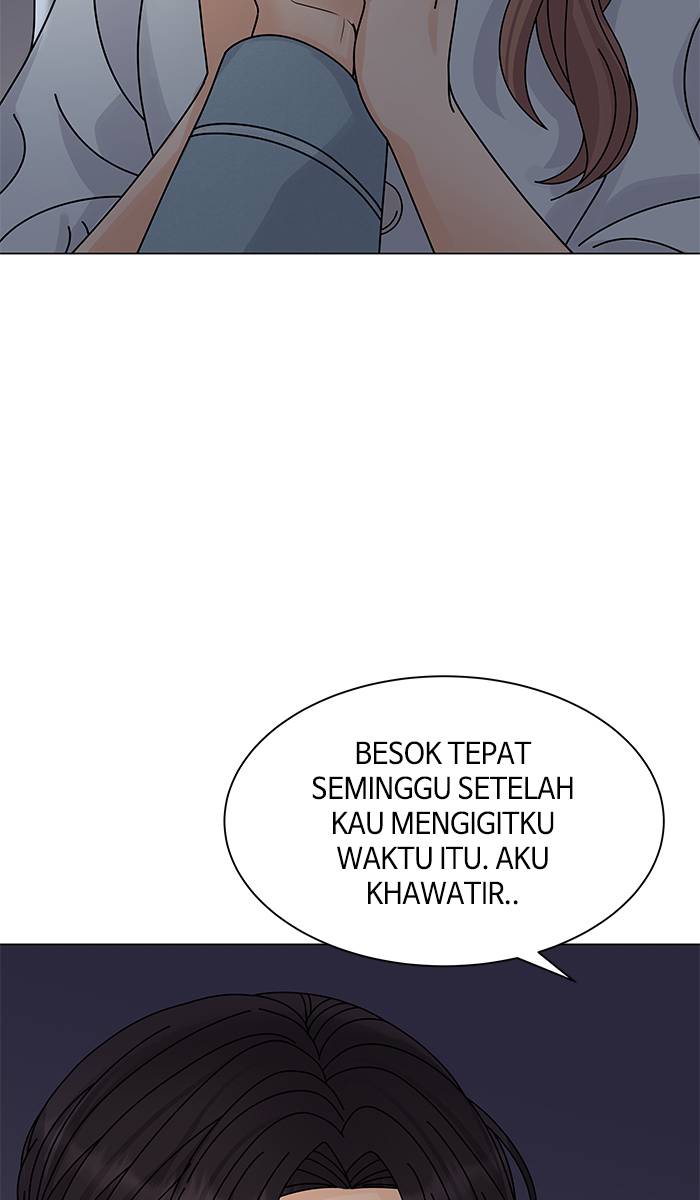 BESOK TEPAT
SEMINGGU SETELAH
KAU MENGIGITKU
WAKTU ITU. AKU
KHAWATIR..